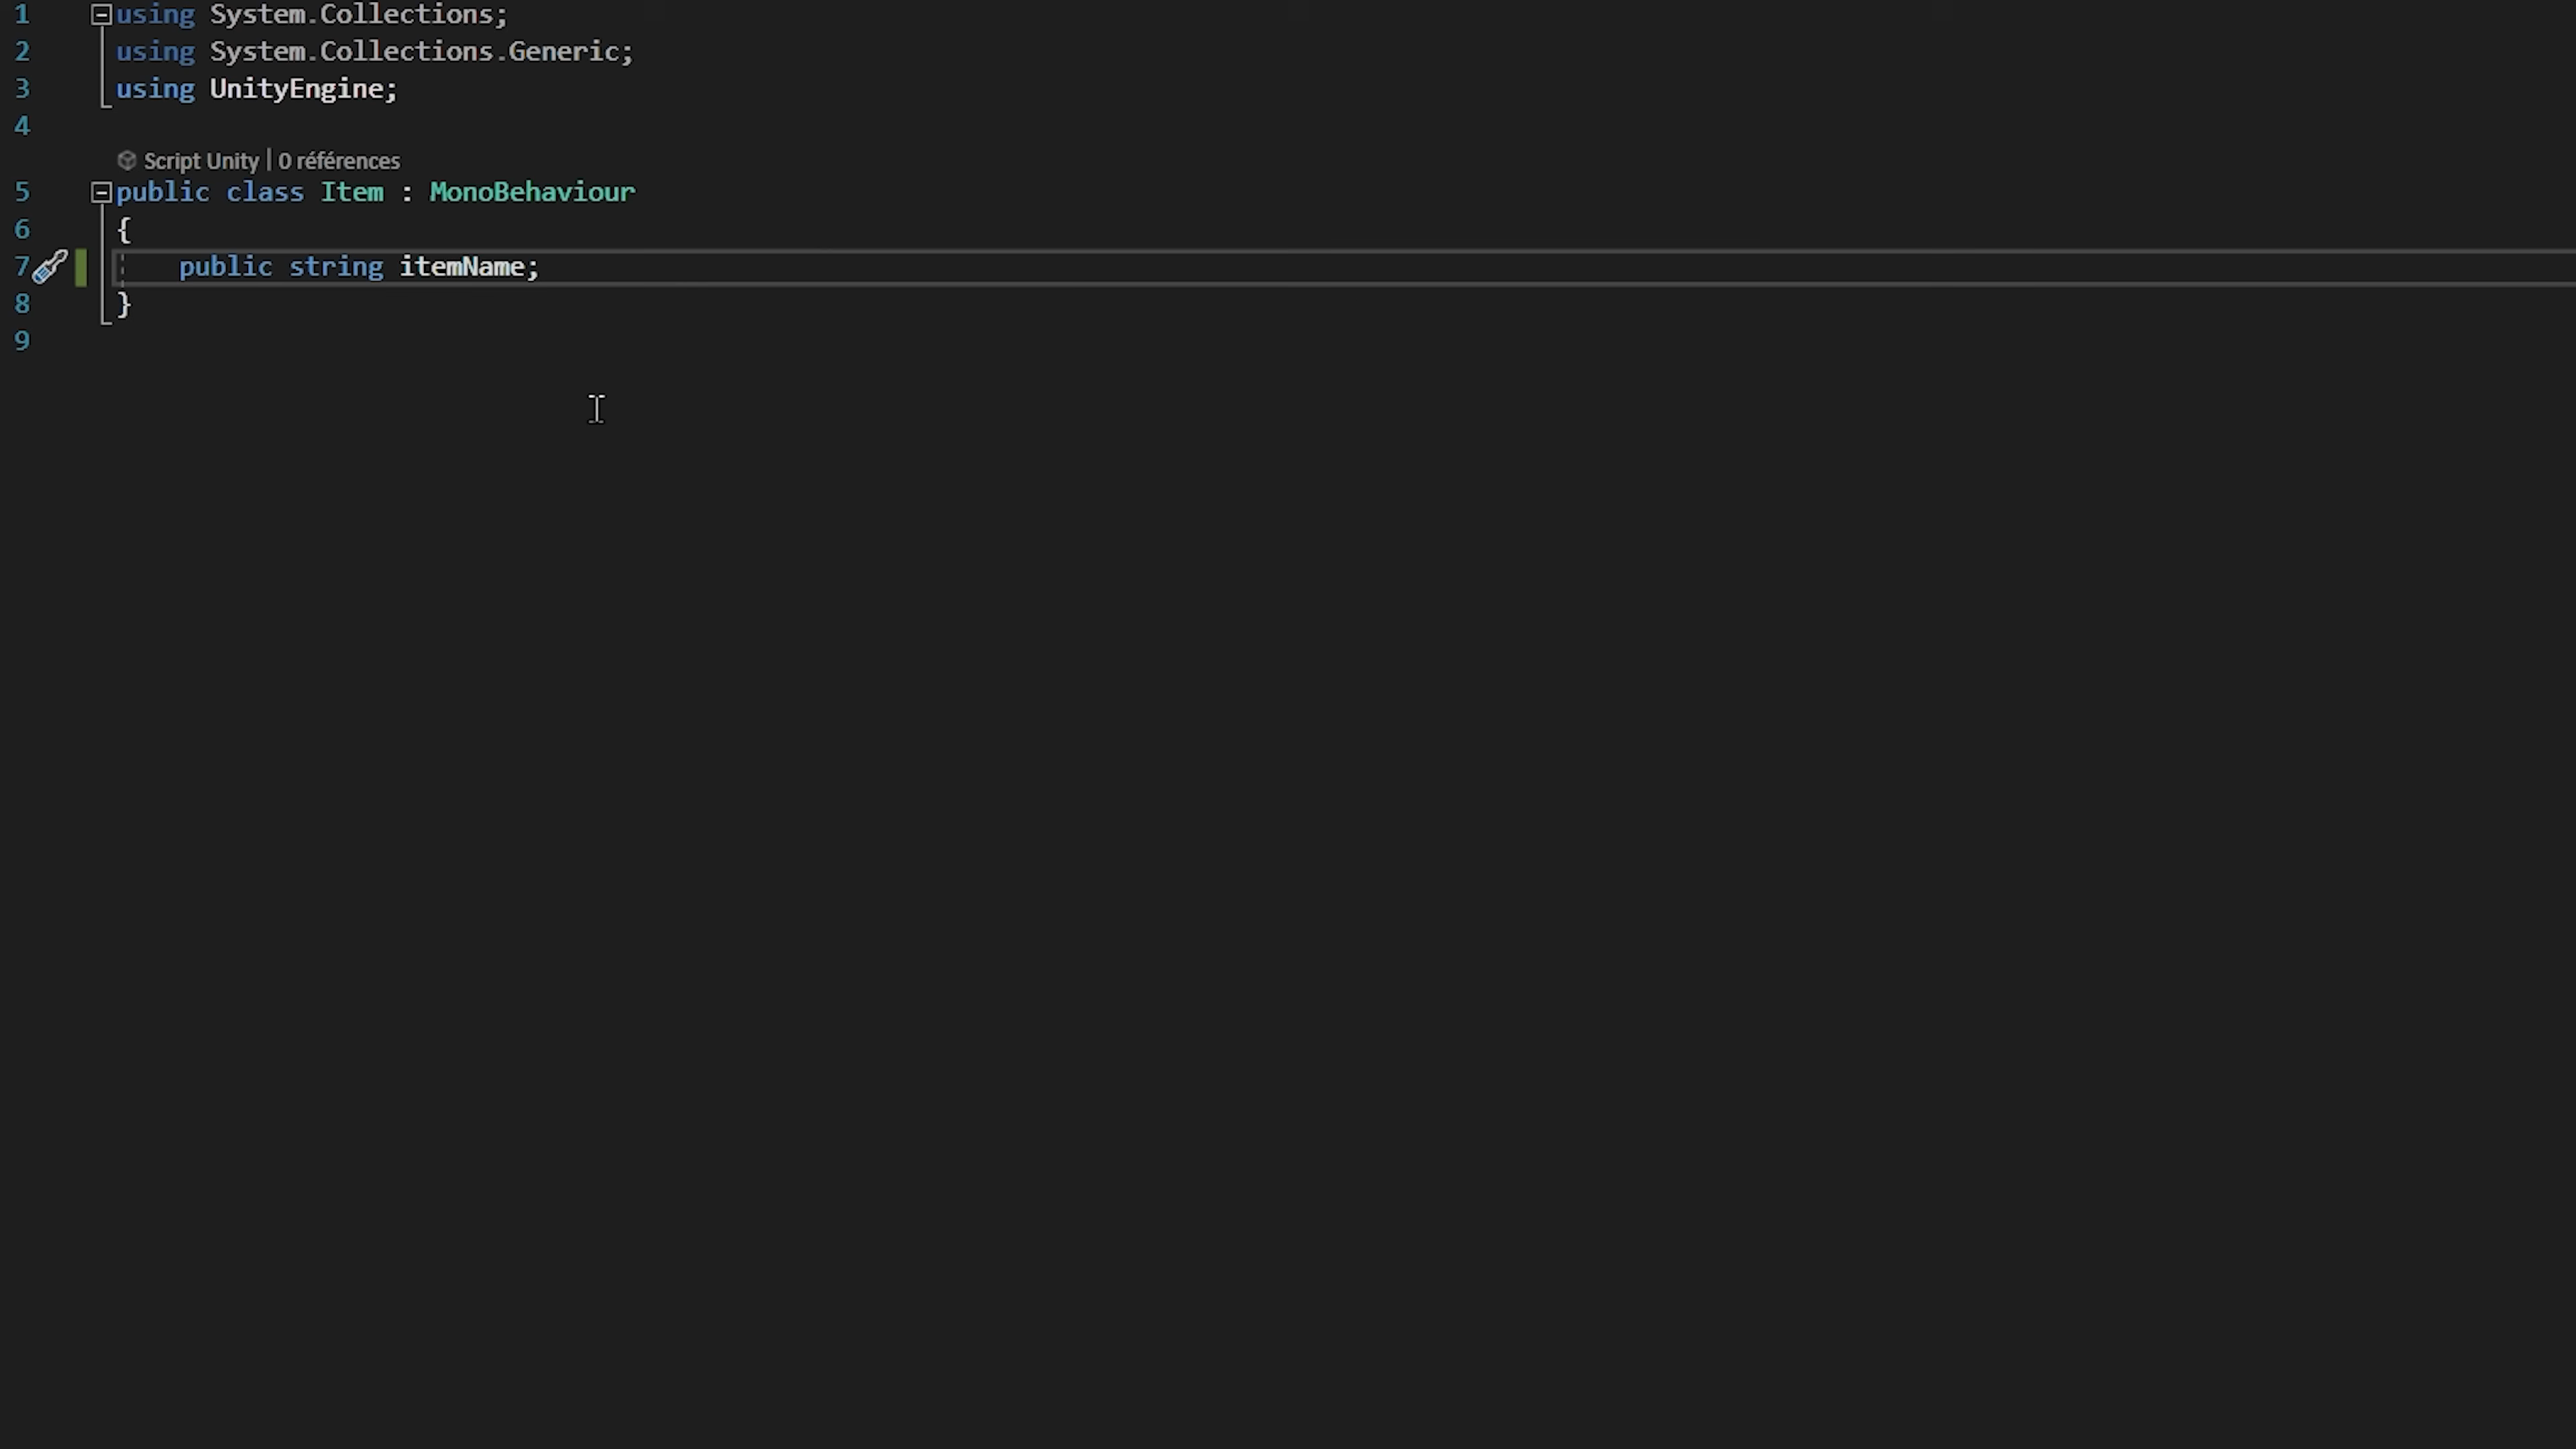 1 using System.Collections;
2 using System.Collections.Generic;
3 using UnityEngine;
4
Script Unity | 0 références
5 public class Item : MonoBehaviour
6 {
7 public string itemName;
8 }
9